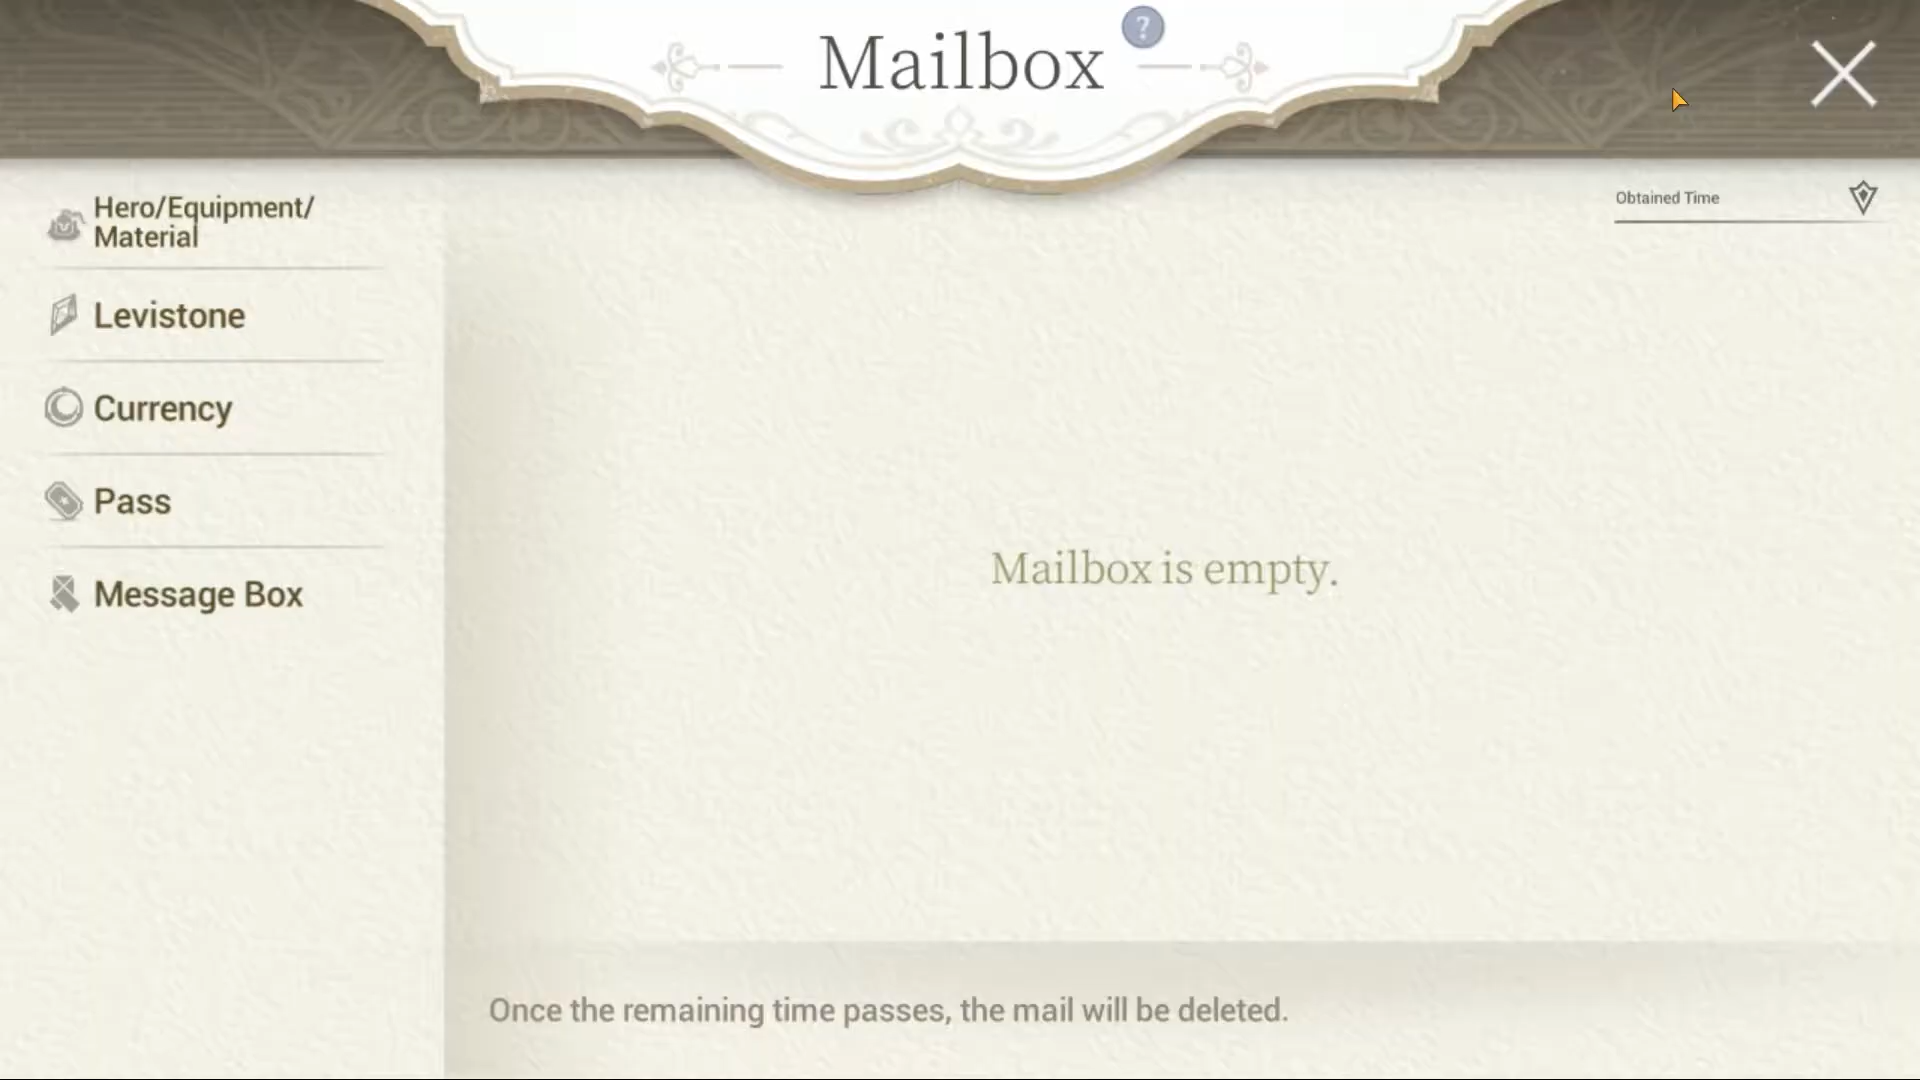 Mailbox
?
Obtained Time
Hero/Equipment/
Material
Levistone
Currency
Pass
Message Box
Mailbox is empty.
Once the remaining time passes, the mail will be deleted.